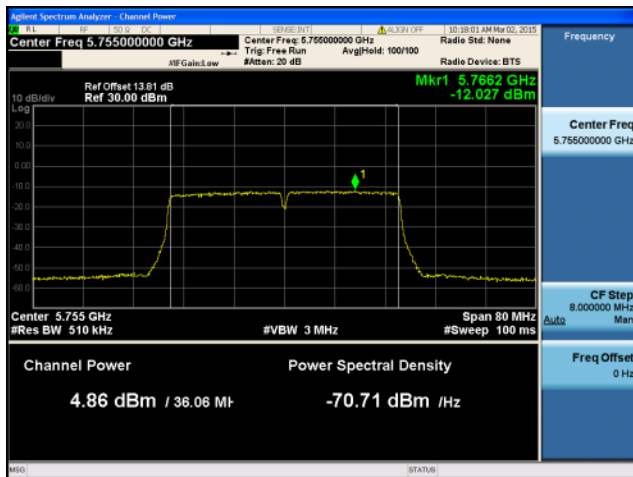 Agilent Spectrum Analyzer - Channel Power
RL RF 50 Ω DC SENSE:INT ALIGN OFF 10:18:01 AM Mar 02, 2015
Center Freq 5.755000000 GHz
Center Freq: 5.755000000 GHz
Radio Std: None
Trig: Free Run Avg|Hold: 100/100
#IFGain:Low #Atten: 20 dB Radio Device: BTS
Ref Offset 13.81 dB
Mkr1 5.7662 GHz
10 dB/div Ref 30.00 dBm -12.027 dBm
Log
20.0
10.0
0.00
-10.0
-20.0
-30.0
-40.0
-50.0
-60.0
1
Center 5.755 GHz Span 80 MHz
#Res BW 510 kHz #VBW 3 MHz #Sweep 100 ms
Channel Power Power Spectral Density
4.86 dBm / 36.06 MH -70.71 dBm /Hz
MSG STATUS
Frequency
Center Freq
5.755000000 GHz
CF Step
8.000000 MHz
Auto Man
Freq Offset
0 Hz